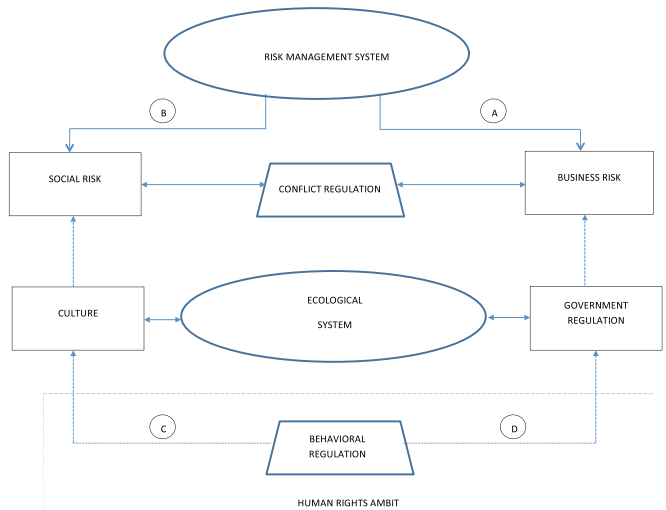 RISK MANAGEMENT SYSTEM
B
A
SOCIAL RISK
CONFLICT REGULATION
BUSINESS RISK
CULTURE
ECOLOGICAL
SYSTEM
GOVERNMENT
REGULATION
C
D
BEHAVIORAL
REGULATION
HUMAN RIGHTS AMBIT